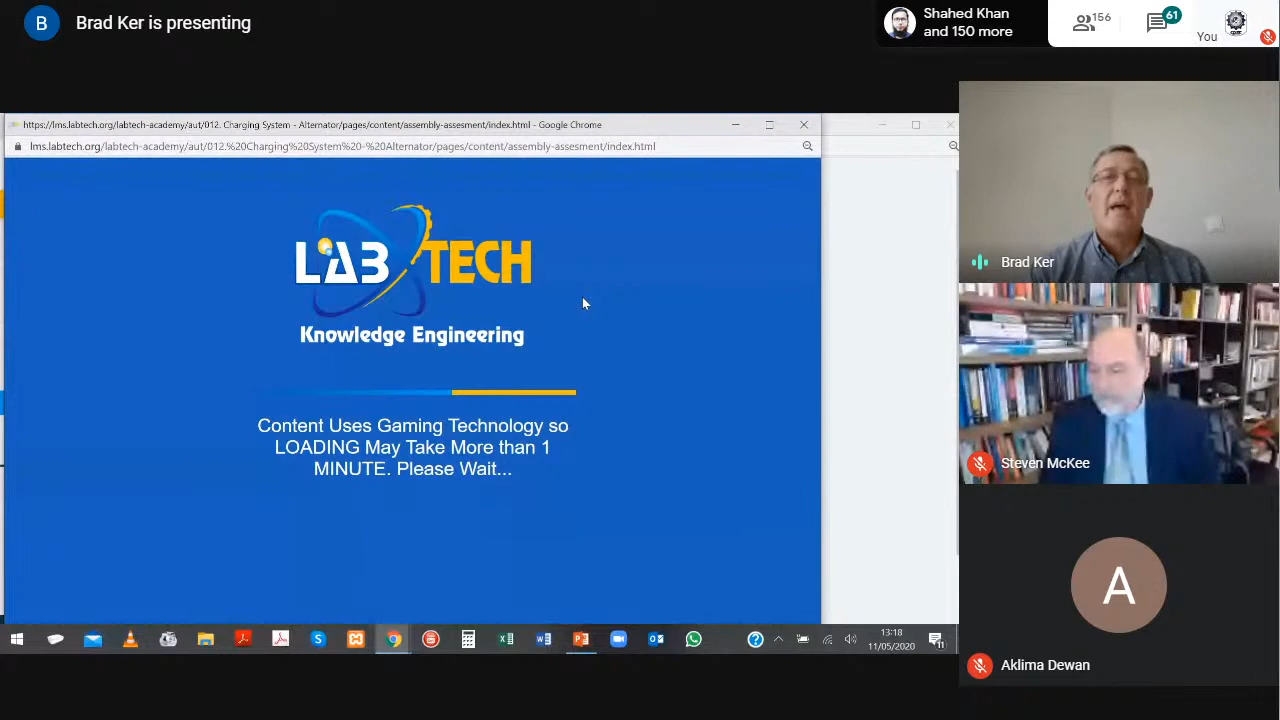 B
Brad Ker is presenting
Shahed Khan
and 150 more
156
61
You
https://lms.labtech.org/labtech-academy/aut/012. Charging System - Alternator/pages/content/assembly-assesment/index.html - Google Chrome
lms.labtech.org/labtech-academy/aut/012.%20Charging%20System%20-%20Alternator/pages/content/assembly-assesment/index.html
LAB TECH
Knowledge Engineering
Content Uses Gaming Technology so
LOADING May Take More than 1
MINUTE. Please Wait...
Brad Ker
Steven McKee
A
Aklima Dewan
13:18
11/05/2020